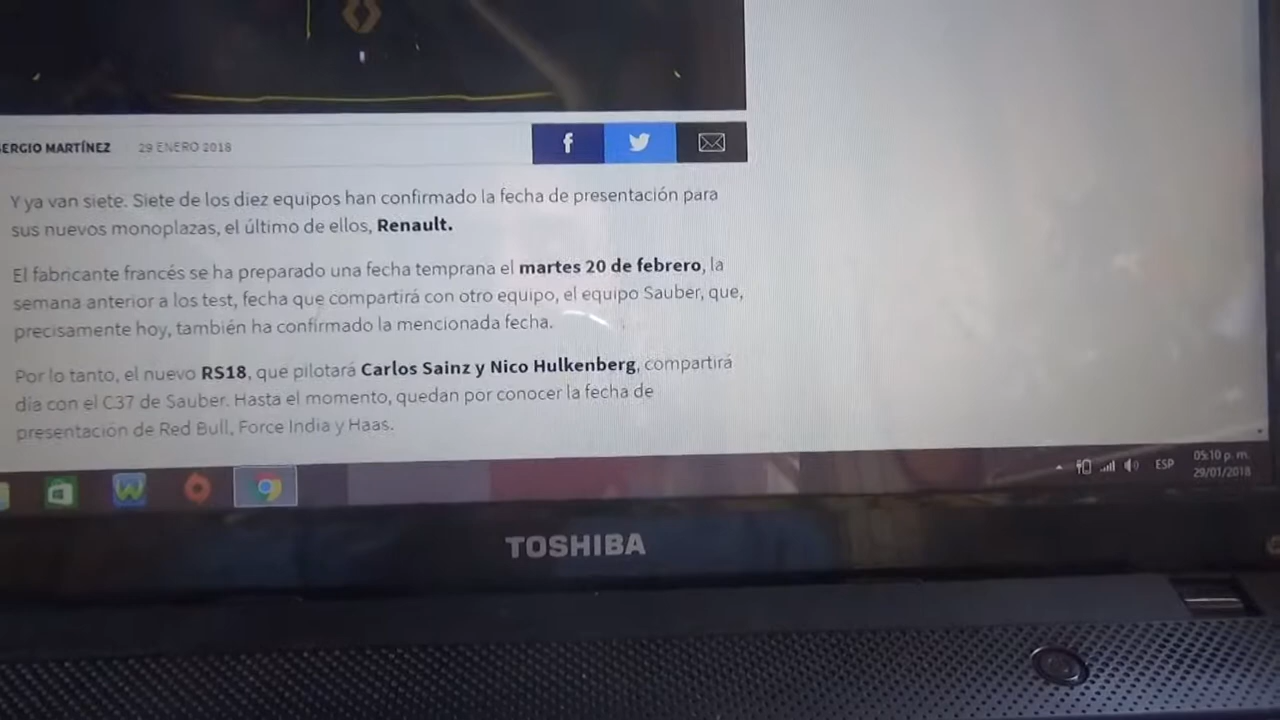 SERGIO MARTÍNEZ 29 ENERO 2018
Y ya van siete. Siete de los diez equipos han confirmado la fecha de presentación para
sus nuevos monoplazas, el último de ellos, Renault.
El fabricante francés se ha preparado una fecha temprana el martes 20 de febrero, la
semana anterior a los test, fecha que compartirá con otro equipo, el equipo Sauber, que,
precisamente hoy, también ha confirmado la mencionada fecha.
Por lo tanto, el nuevo RS18, que pilotará Carlos Sainz y Nico Hulkenberg, compartirá
día con el C37 de Sauber. Hasta el momento, quedan por conocer la fecha de
presentación de Red Bull, Force India y Haas.
ESP
05:10 p. m.
29/01/2018
TOSHIBA